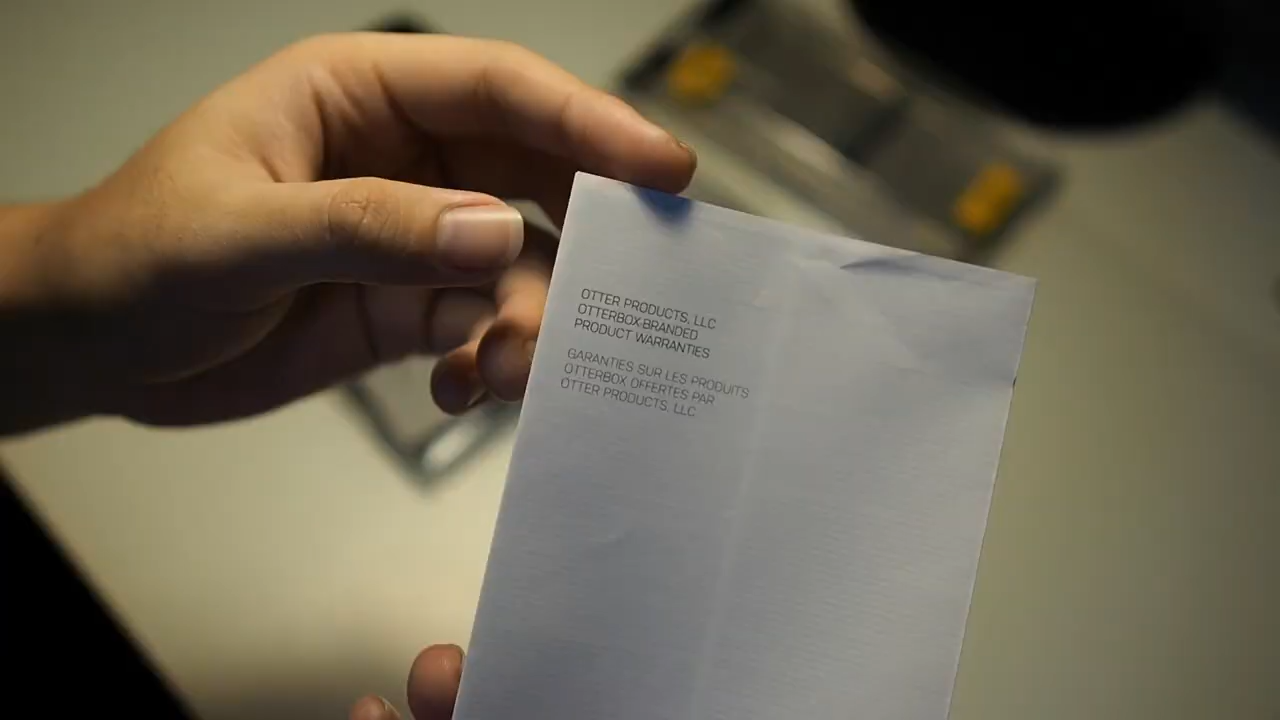 OTTER PRODUCTS, LLC
OTTERBOX-BRANDED
PRODUCT WARRANTIES
GARANTIES SUR LES PRODUITS
OTTERBOX OFFERTES PAR
OTTER PRODUCTS, LLC